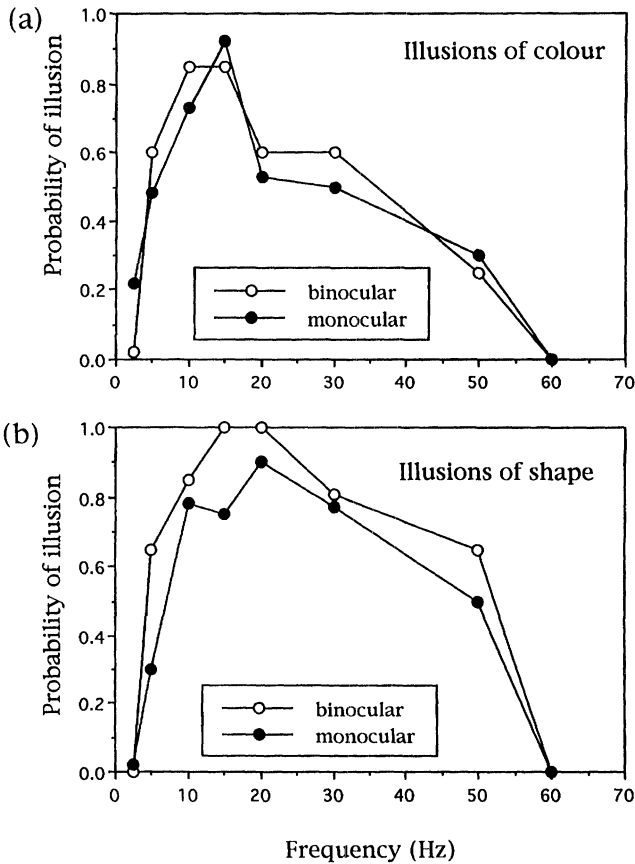 (a)
Illusions of colour
Probability of illusion
1.0
0.8
0.6
0.4
0.2
0.0
binocular
monocular
0 10 20 30 40 50 60 70
(b)
Illusions of shape
Probability of illusion
1.0
0.8
0.6
0.4
0.2
0.0
binocular
monocular
0 10 20 30 40 50 60 70
Frequency (Hz)